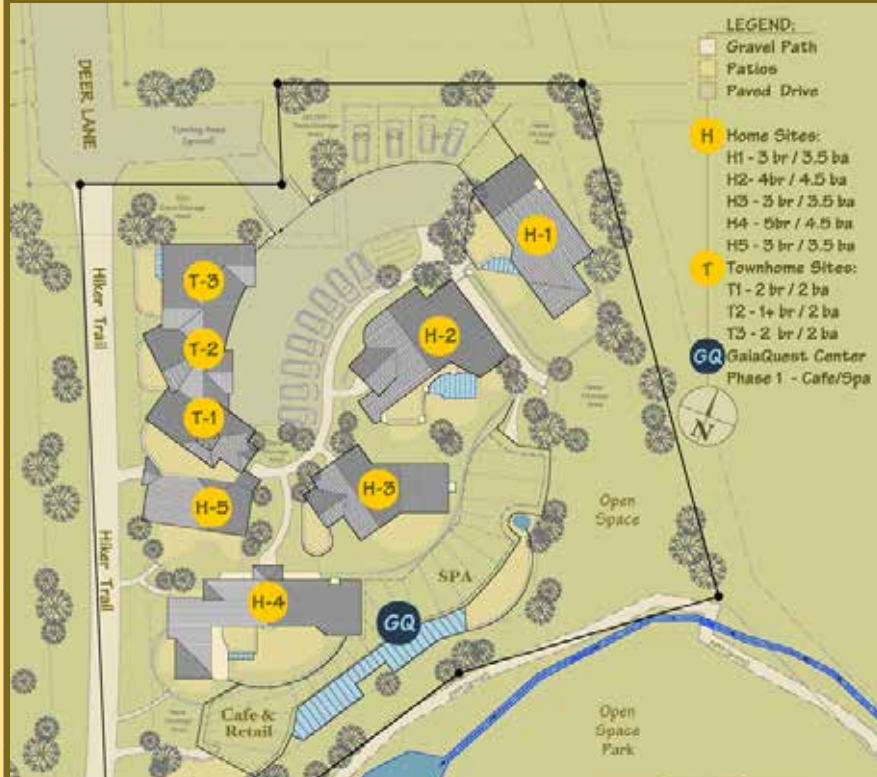 LEGEND:
Gravel Path
Patios
Paved Drive
H Home Sites:
H1 - 3 br / 3.5 ba
H2 - 4br / 4.5 ba
H3 - 3 br / 3.5 ba
H4 - 5br / 4.5 ba
H5 - 3 br / 3.5 ba
T Townhome Sites:
T1 - 2 br / 2 ba
T2 - 1+ br / 2 ba
T3 - 2 br / 2 ba
GQ GaiaQuest Center
Phase 1 - Cafe/Spa
N
DEER LANE
Turning Area
H-1
T-3
H-2
T-2
T-1
H-3
H-5
H-4
Hiker Trail
Hiker Trail
Open
Space
SPA
GQ
Cafe &
Retail
Open
Space
Park